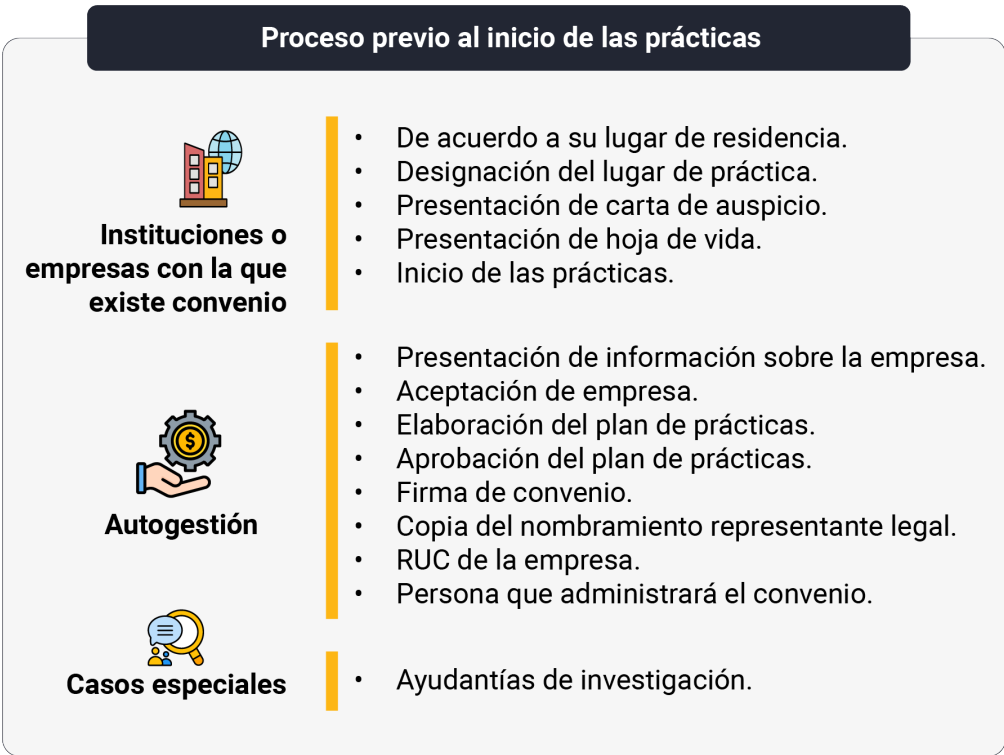 Proceso previo al inicio de las prácticas
Instituciones o
empresas con la que
existe convenio
• De acuerdo a su lugar de residencia.
• Designación del lugar de práctica.
• Presentación de carta de auspicio.
• Presentación de hoja de vida.
• Inicio de las prácticas.
Autogestión
• Presentación de información sobre la empresa.
• Aceptación de empresa.
• Elaboración del plan de prácticas.
• Aprobación del plan de prácticas.
• Firma de convenio.
• Copia del nombramiento representante legal.
• RUC de la empresa.
• Persona que administrará el convenio.
Casos especiales
• Ayudantías de investigación.